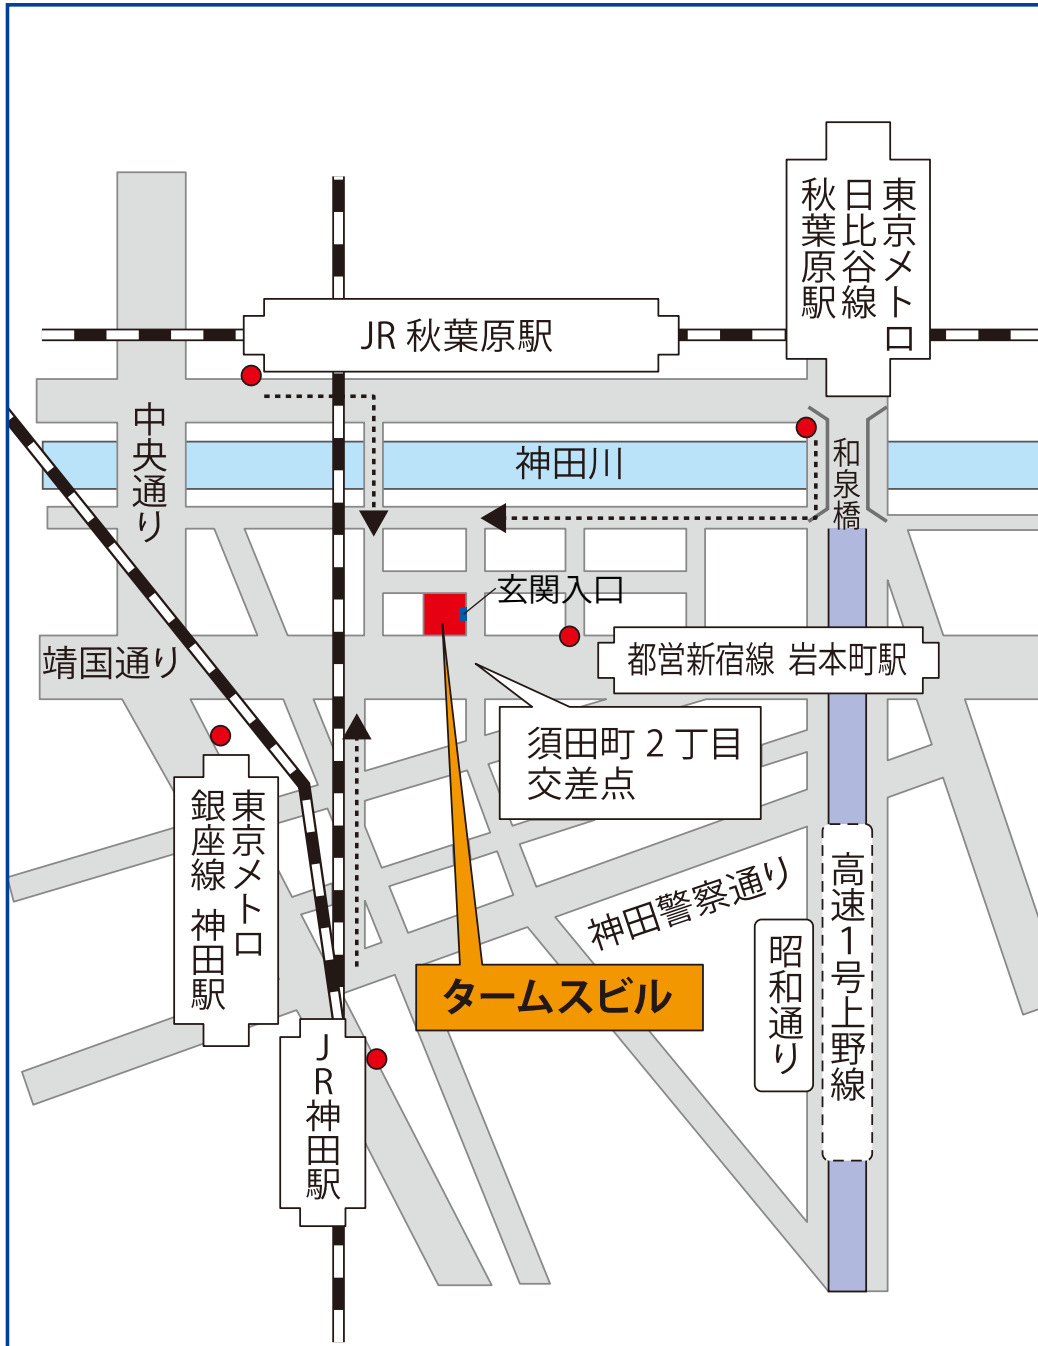 東京メトロ
日比谷線
秋葉原駅
JR 秋葉原駅
中央通り
神田川
和泉橋
玄関入口
靖国通り
都営新宿線 岩本町駅
須田町 2 丁目
交差点
東京メトロ
銀座線 神田駅
神田警察通り
高速1号上野線
昭和通り
タームスビル
JR神田駅